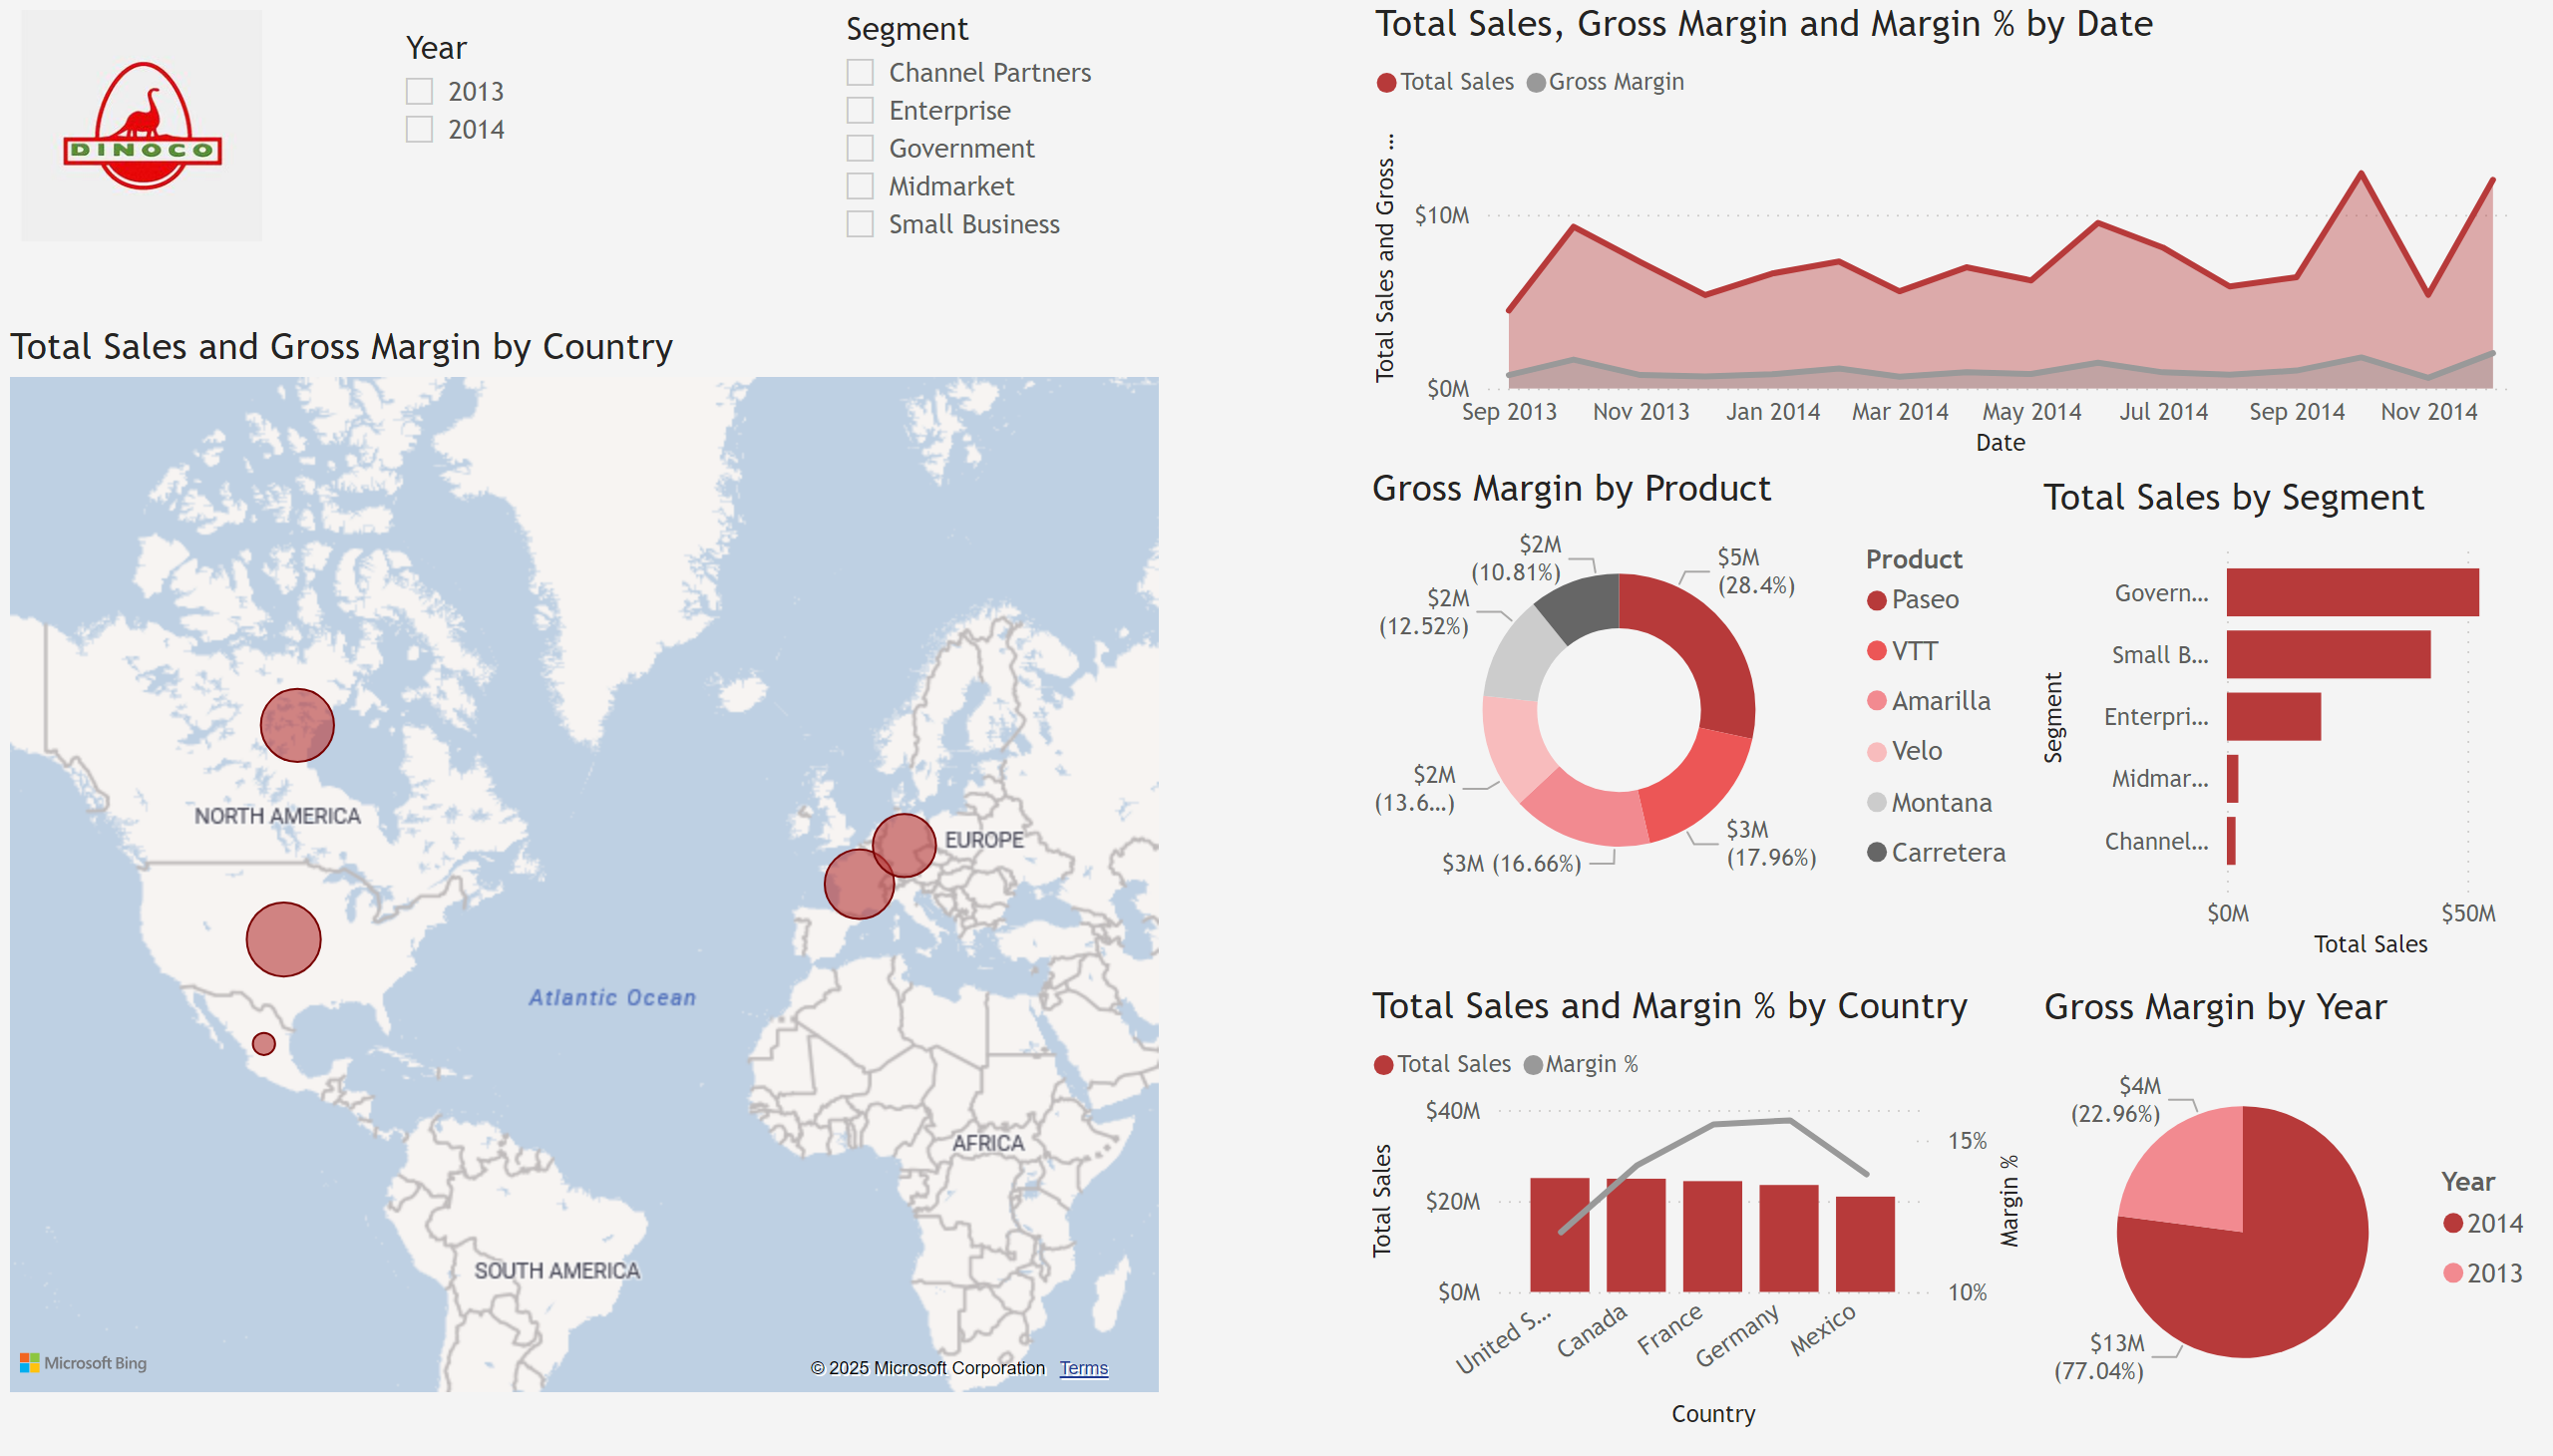 DINOCO
Year
2013
2014
Segment
Channel Partners
Enterprise
Government
Midmarket
Small Business
Total Sales and Gross Margin by Country
NORTH AMERICA
EUROPE
Atlantic Ocean
AFRICA
SOUTH AMERICA
Microsoft Bing
© 2025 Microsoft Corporation Terms
Total Sales, Gross Margin and Margin % by Date
Total Sales Gross Margin
Total Sales and Gross ...
$10M
$0M
Sep 2013 Nov 2013 Jan 2014 Mar 2014 May 2014 Jul 2014 Sep 2014 Nov 2014
Date
Gross Margin by Product
$2M
(10.81%)
$5M
(28.4%)
$2M
(12.52%)
$2M
(13.6...)
$3M (16.66%)
$3M
(17.96%)
Product
Paseo
VTT
Amarilla
Velo
Montana
Carretera
Total Sales by Segment
Segment
Govern...
Small B...
Enterpri...
Midmar...
Channel...
$0M $50M
Total Sales
Total Sales and Margin % by Country
Total Sales Margin %
Total Sales
$40M
$20M
$0M
15%
10%
Margin %
United S...
Canada
France
Germany
Mexico
Country
Gross Margin by Year
$4M
(22.96%)
$13M
(77.04%)
Year
2014
2013